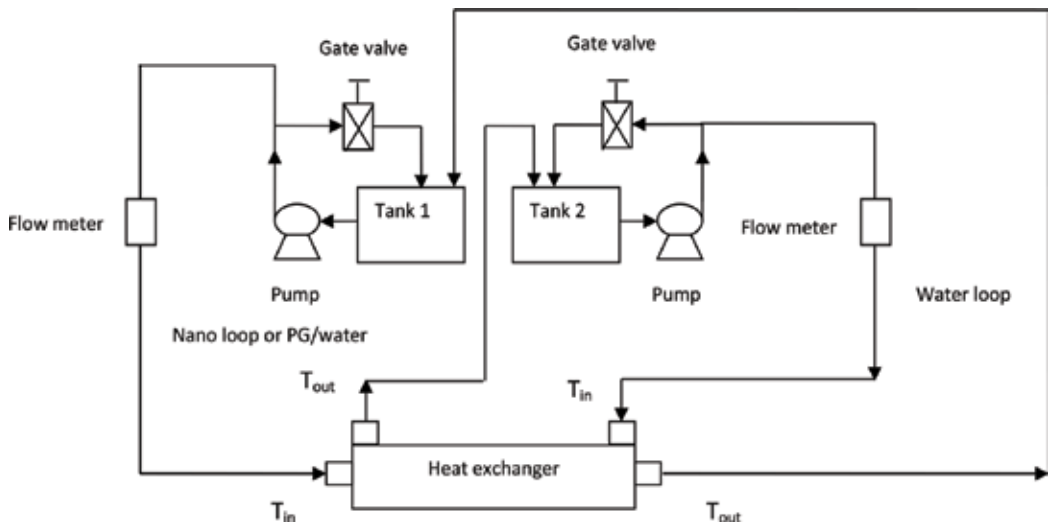 Gate valve
Gate valve
Tank 1
Tank 2
Flow meter
Flow meter
Pump
Pump
Water loop
Nano loop or PG/water
Tout
Tin
Heat exchanger
Tin
Tout